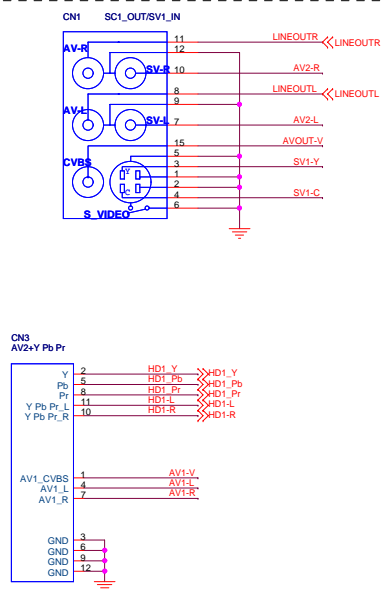 CN1 SC1_OUT/SV1_IN
AV-R
11 LINEOUTR LINEOUTR
12
SV-R 10 AV2-R
8 LINEOUTL LINEOUTL
9
AV-L
SV-L 7 AV2-L
15 AVOUT-V
5
CVBS
Y 3 SV1-Y
1
2
C 4 SV1-C
6
S_VIDEO
CN3
AV2+Y Pb Pr
Y 2 HD1_Y HD1_Y
Pb 5 HD1_Pb HD1_Pb
Pr 8 HD1_Pr HD1_Pr
Y Pb Pr_L 11 HD1-L HD1-L
Y Pb Pr_R 10 HD1-R HD1-R
AV1_CVBS 1 AV1-V
AV1_L 4 AV1-L
AV1_R 7 AV1-R
GND 3
GND 6
GND 9
GND 12